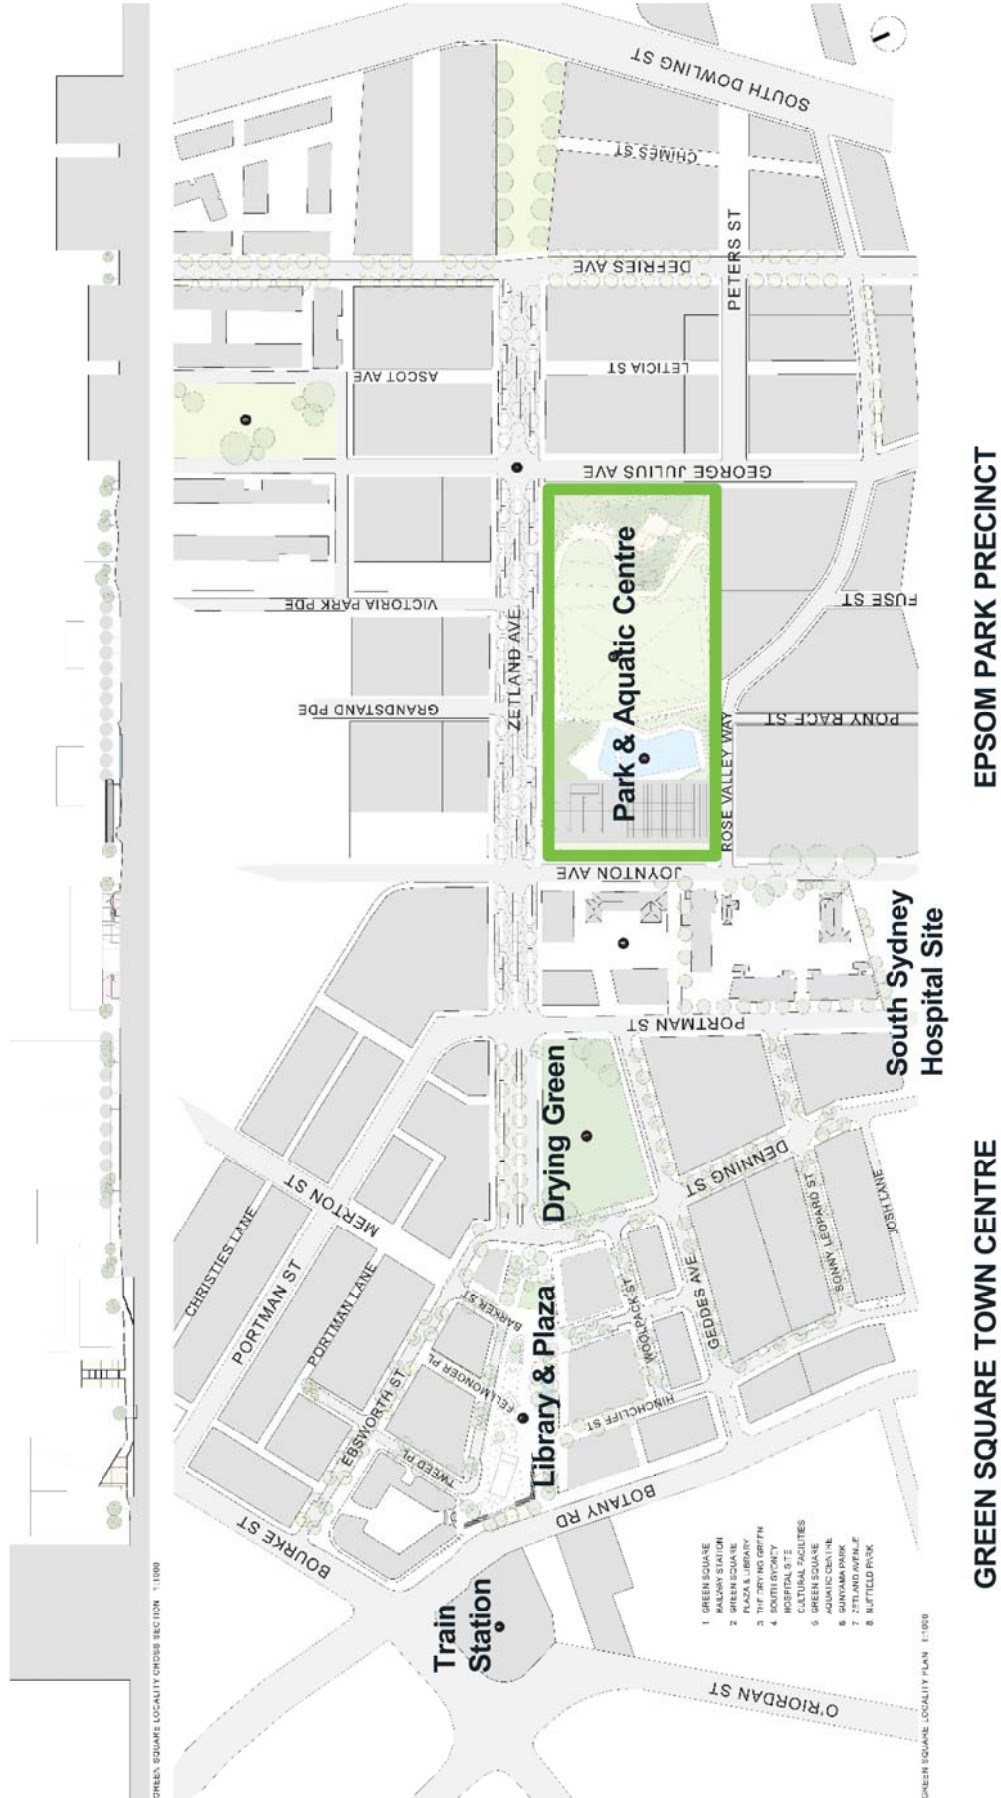 GREEN SQUARE LOCALITY CROSS SECTION 1:1000
SOUTH DOWLING ST
CHIMES ST
DEFRIES AVE
PETERS ST
ASCOT AVE
LETICIA ST
GEORGE JULIUS AVE
VICTORIA PARK PDE
ZETLAND AVE
Park & Aquatic Centre
FUSE ST
GRANDSTAND PDE
PONY RACE ST
ROSE VALLEY WAY
JOYNTON AVE
South Sydney
Hospital Site
PORTMAN ST
Drying Green
MERTON ST
DENNING ST
CHRISTIES LANE
PORTMAN ST
PORTMAN LANE
SONNY LEOPARD ST
JOSH LANE
BARKER ST
Library & Plaza
WOOLPACK ST
GEDDES AVE
FELLMONGER PL
EBSWORTH ST
HINCHCLIFF ST
TWEED PL
BOTANY RD
BOURKE ST
Train
Station
O'RIORDAN ST
1 GREEN SQUARE
RAILWAY STATION
2 GREEN SQUARE
PLAZA & LIBRARY
3 THE DRYING GREEN
4 SOUTH SYDNEY
HOSPITAL SITE
CULTURAL FACILITIES
5 GREEN SQUARE
AQUATIC CENTRE
6 GUNYAMA PARK
7 ZETLAND AVENUE
8 NUFFIELD PARK
GREEN SQUARE LOCALITY PLAN 1:1000
GREEN SQUARE TOWN CENTRE
EPSOM PARK PRECINCT